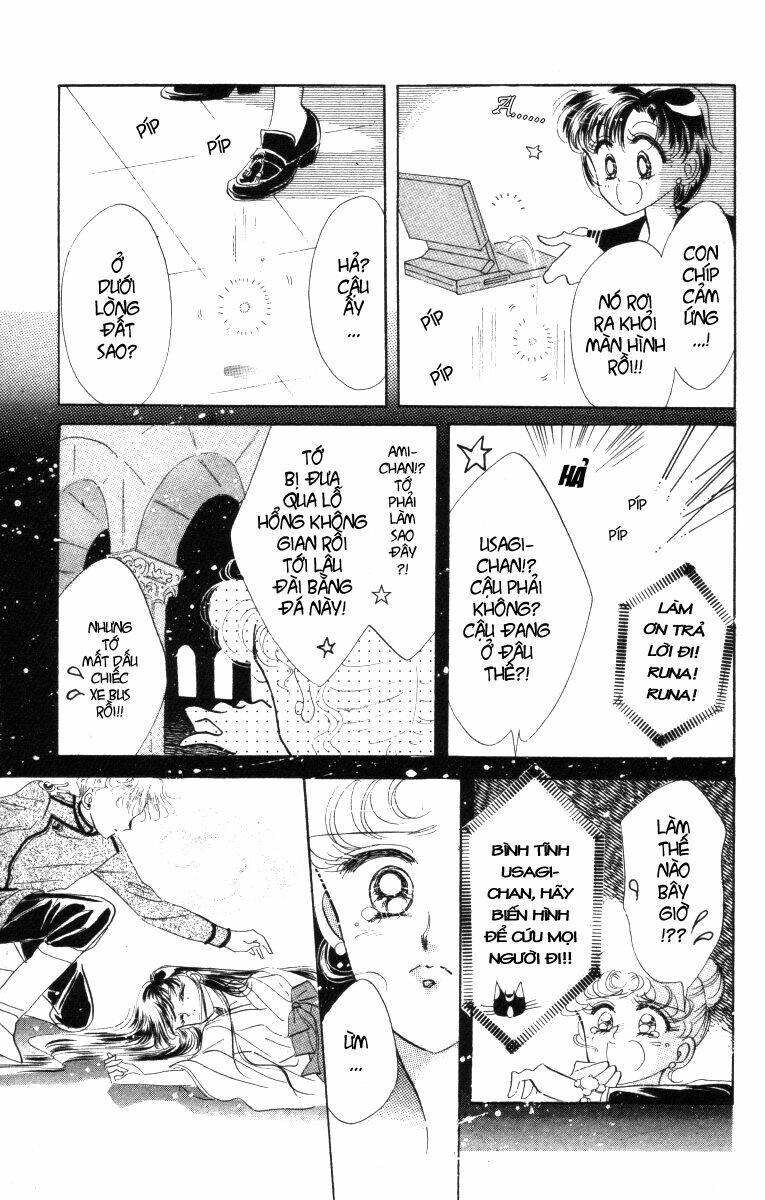 A......
CON
CHÍP
CẢM
ỨNG
...!
NÓ RƠI
RA KHỎI
MÀN HÌNH
RỒI!!
PÍP
PÍP
PÍP
PÍP
HẢ?
CẬU
ẤY
...
Ở
DƯỚI
LÒNG
ĐẤT
SAO?
HẢ
PÍP
PÍP
LÀM
ƠN TRẢ
LỜI ĐI!
RUNA!
RUNA!
USAGI-
CHAN!?
CẬU PHẢI
KHÔNG?
CẬU ĐANG
Ở ĐÂU
THẾ?!
AMI-
CHAN!?
TỚ
PHẢI
LÀM
SAO
ĐÂY
?!
TỚ
BỊ ĐƯA
QUA LỖ
HỔNG KHÔNG
GIAN RỒI
TỚI LÂU
ĐÀI BẰNG
ĐÁ NÀY!
NHƯNG
TỚ
MẤT DẤU
CHIẾC
XE BUS
RỒI!!
LÀM
THẾ
NÀO
BÂY
GIỜ
!??
BÌNH TĨNH
USAGI-
CHAN, HÃY
BIẾN HÌNH
ĐỂ CỨU MỌI
NGƯỜI ĐI!!
ỪM
...